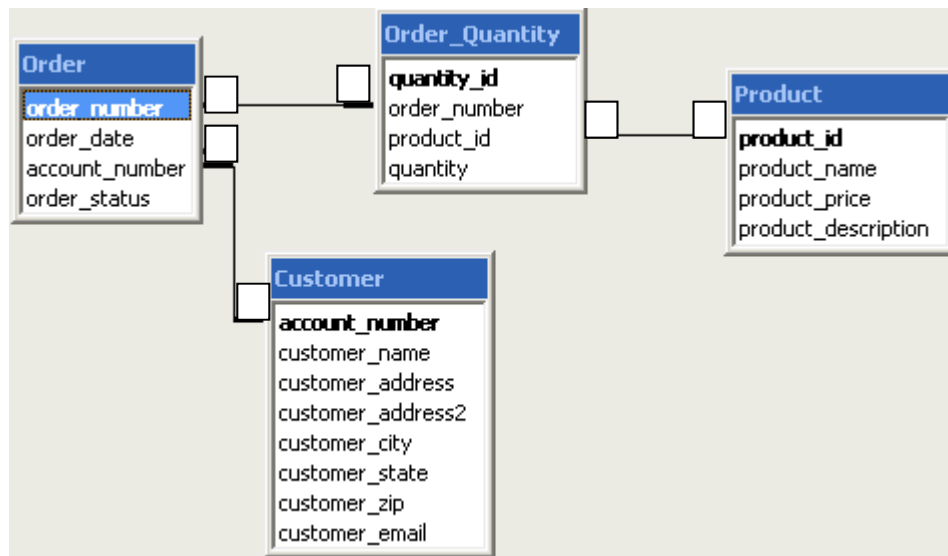 Order
order_number
order_date
account_number
order_status
Order_Quantity
quantity_id
order_number
product_id
quantity
Product
product_id
product_name
product_price
product_description
Customer
account_number
customer_name
customer_address
customer_address2
customer_city
customer_state
customer_zip
customer_email